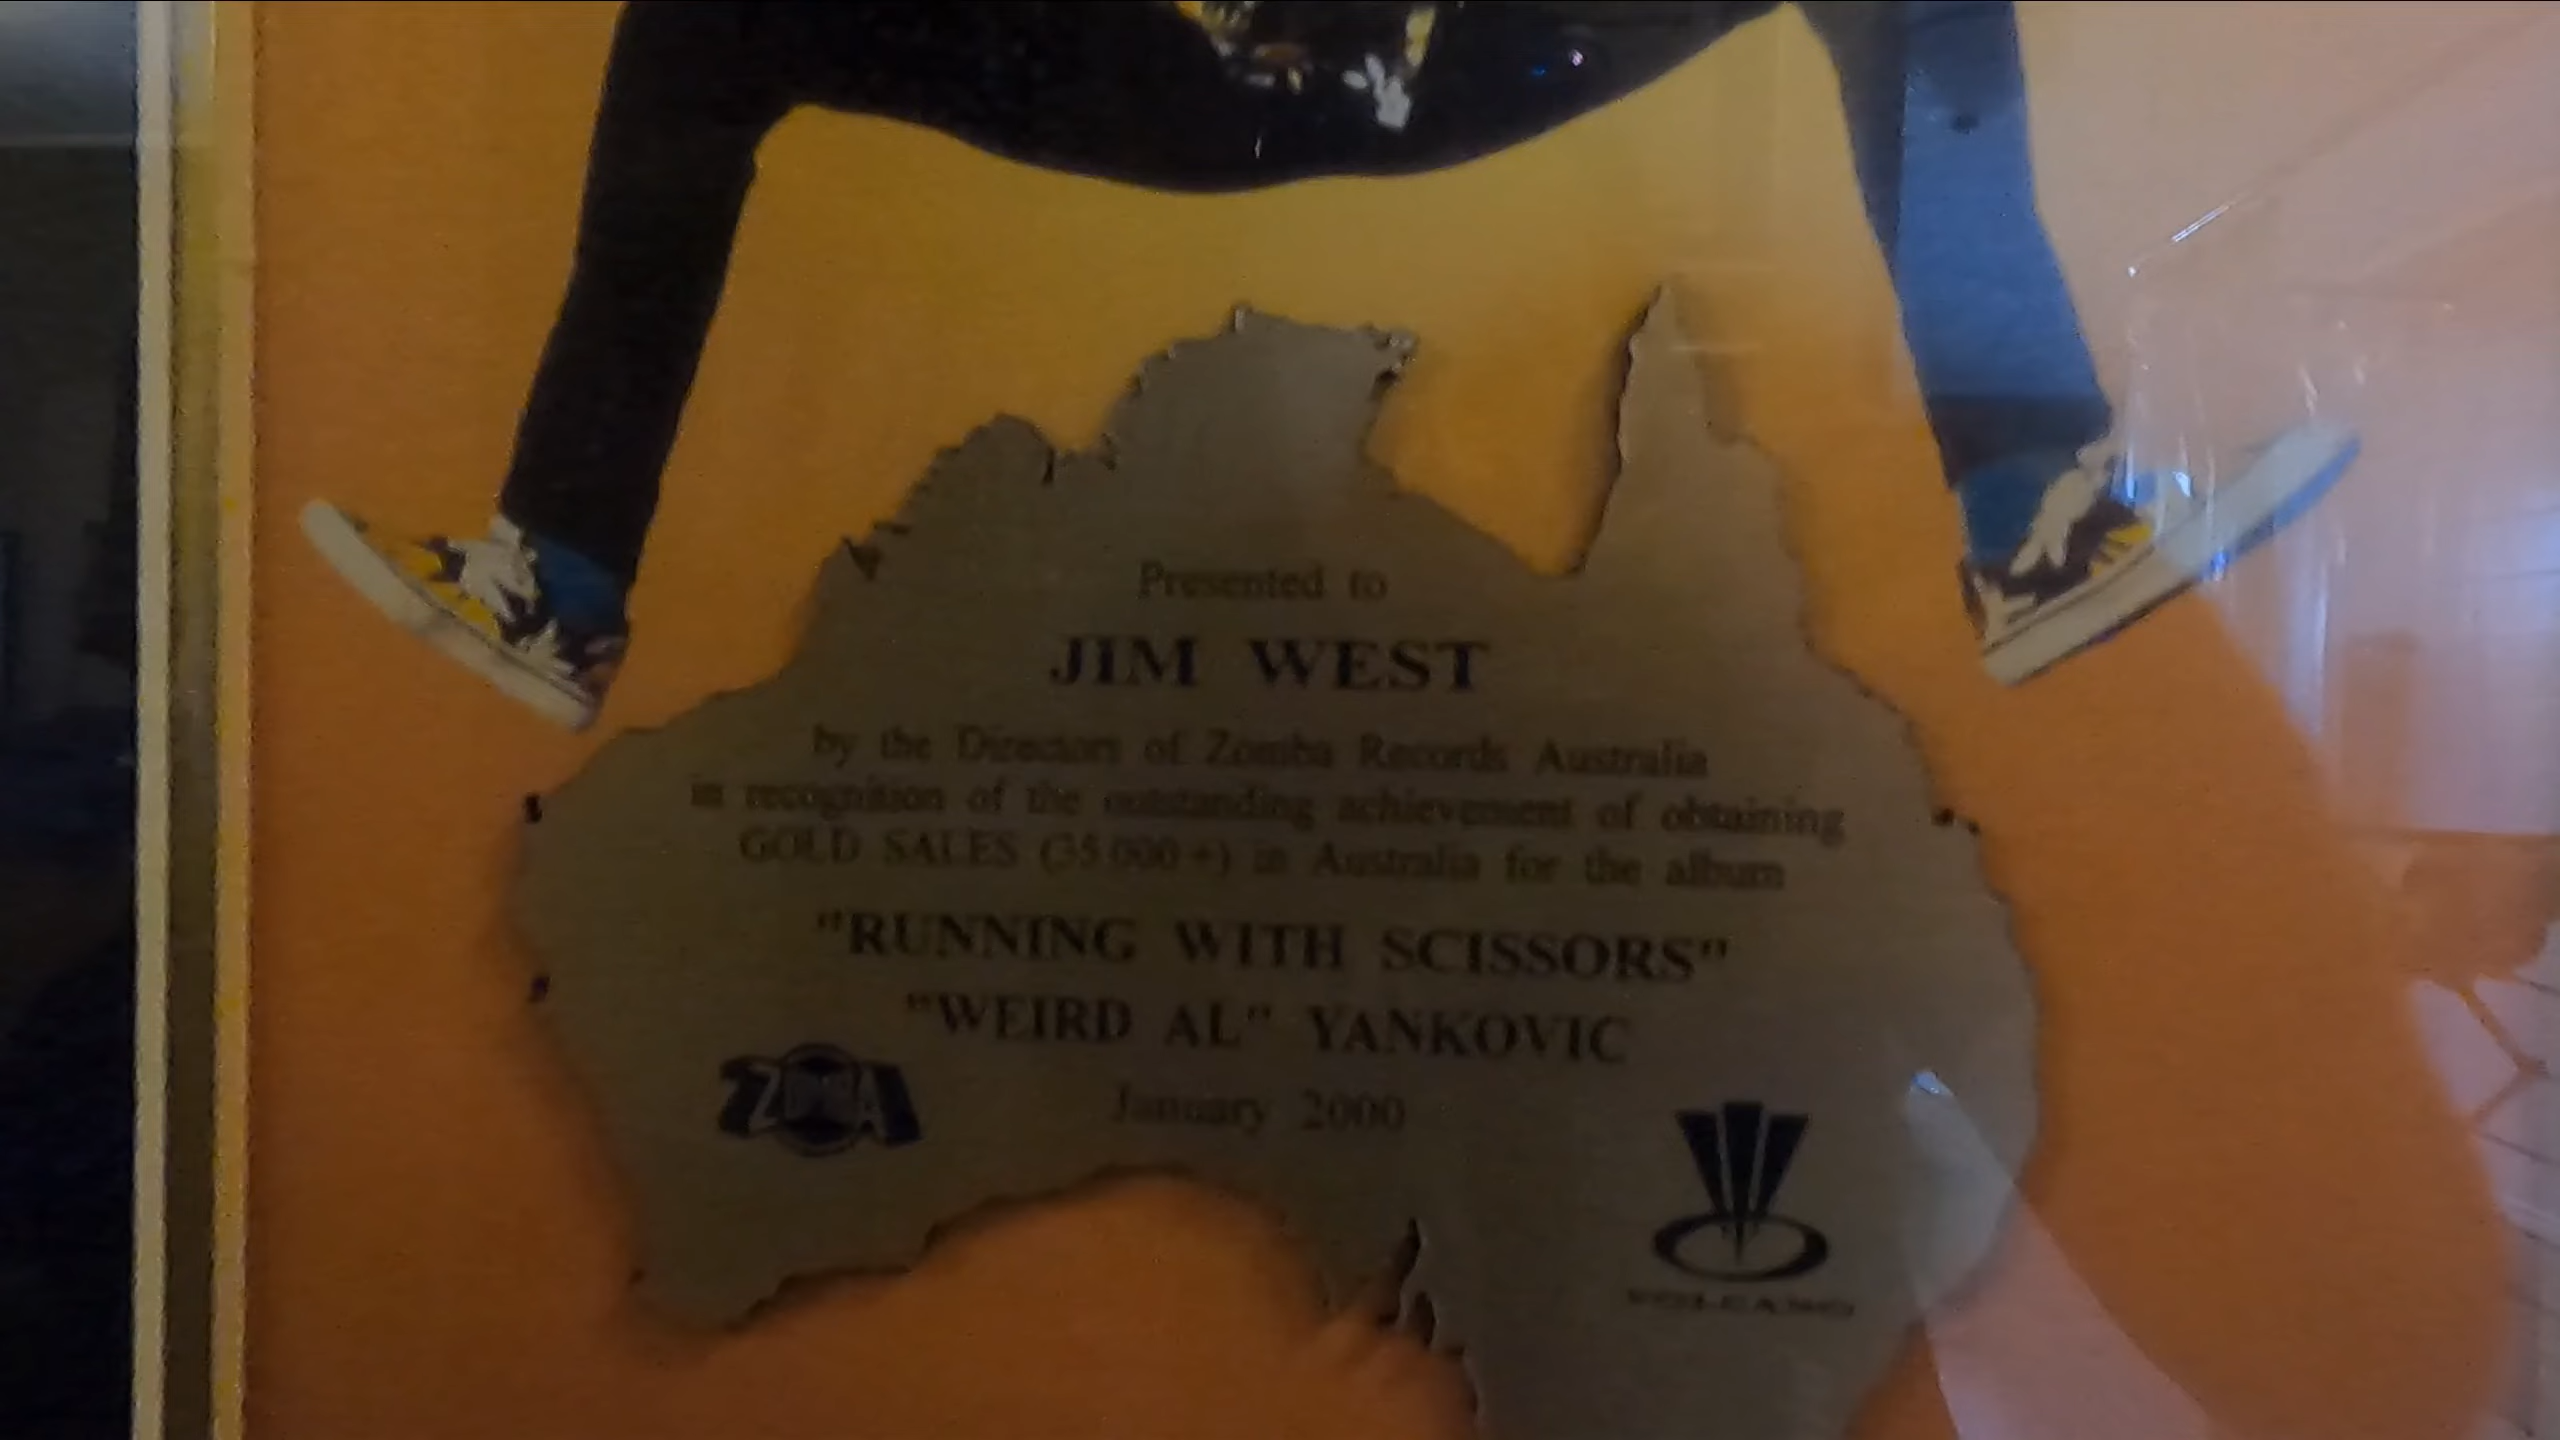 Presented to
JIM WEST
by the Directors of Zomba Records Australia
in recognition of the outstanding achievement of obtaining
GOLD SALES (35.000+) in Australia for the album
"RUNNING WITH SCISSORS"
"WEIRD AL" YANKOVIC
January 2000
ZOMBA
VOLCANO